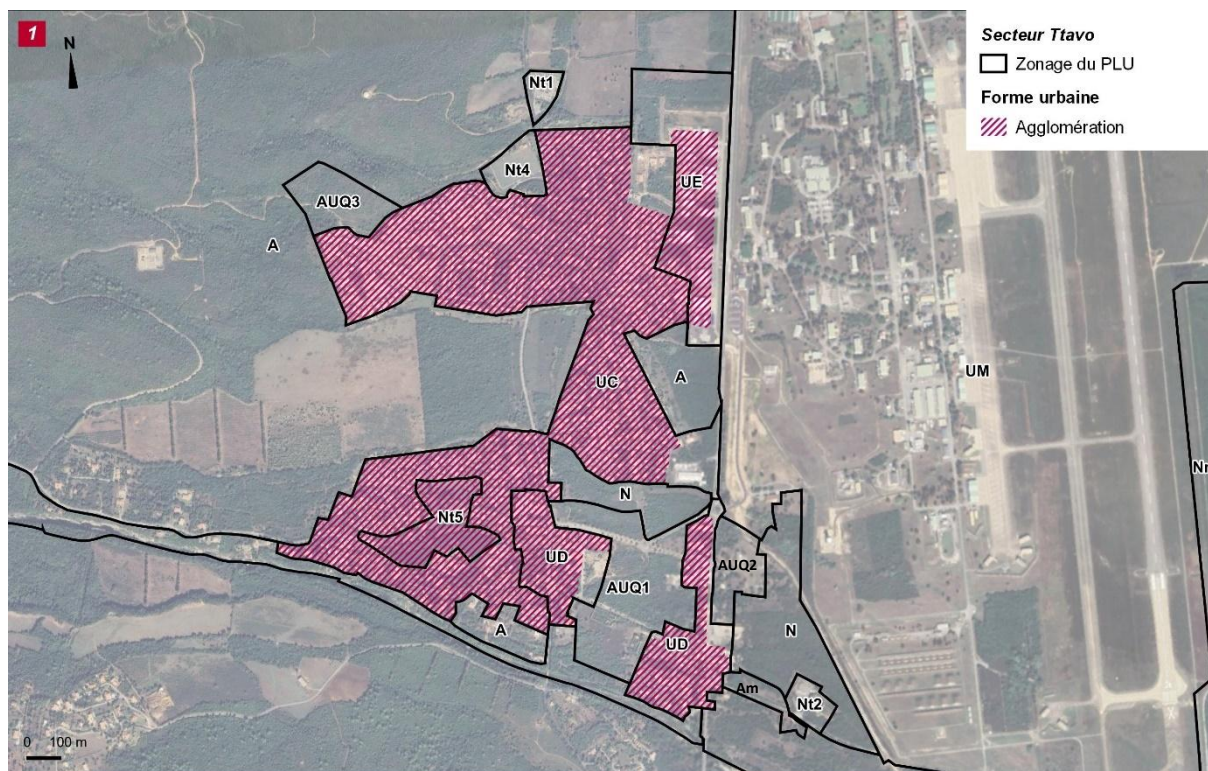 1
N
Secteur Ttavo
Zonage du PLU
Forme urbaine
Agglomération
Nt1
Nt4
UE
AUQ3
A
A
UC
UM
Nr
N
Nt5
UD
AUQ2
AUQ1
N
A
UD
Am
Nt2
0 100 m